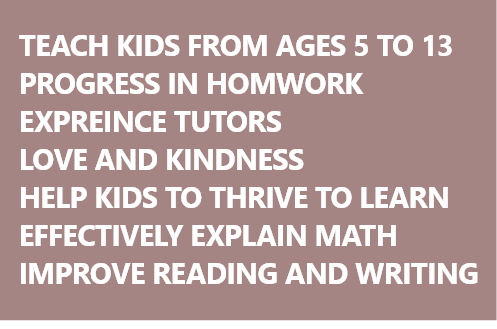 TEACH KIDS FROM AGES 5 TO 13
PROGRESS IN HOMWORK
EXPREINCE TUTORS
LOVE AND KINDNESS
HELP KIDS TO THRIVE TO LEARN
EFFECTIVELY EXPLAIN MATH
IMPROVE READING AND WRITING